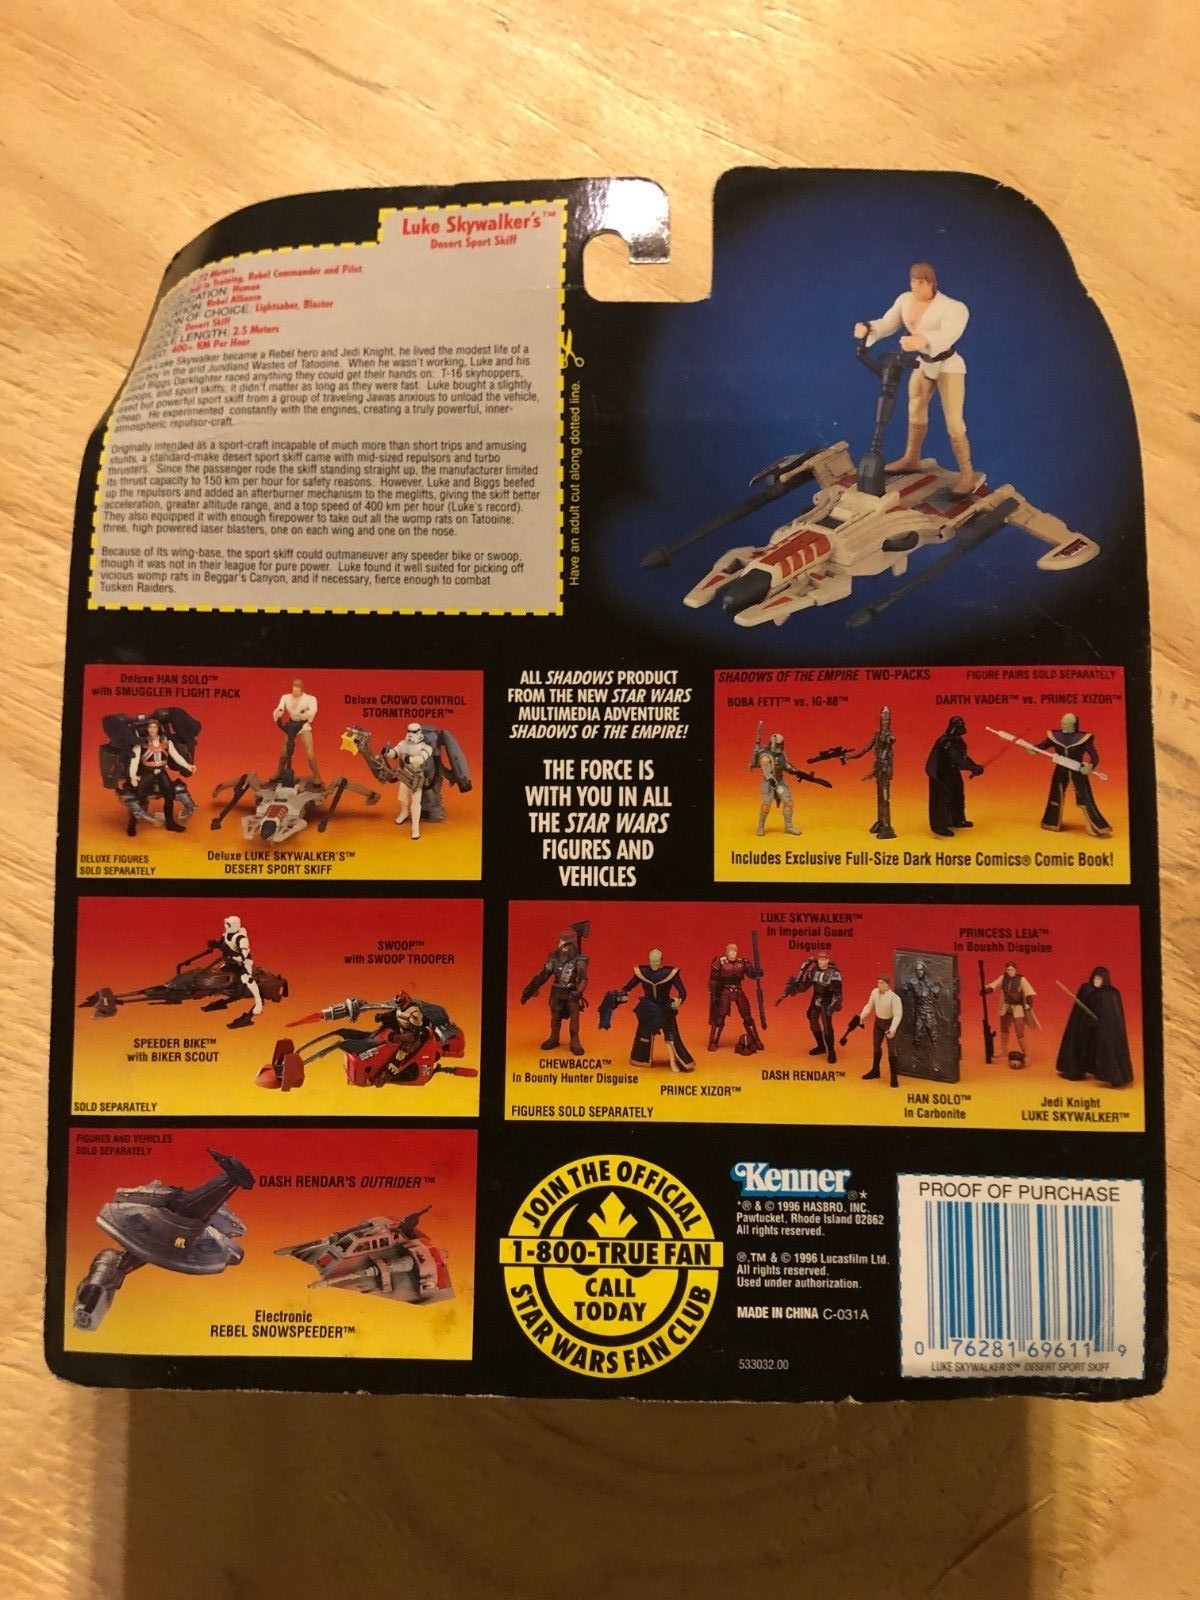 Luke Skywalker's™
Desert Sport Skiff
Meters
in Training, Rebel Commander and Pilot
Human
Rebel Alliance
OF CHOICE: Lightsaber, Blaster
Desert Skiff
LENGTH: 2.5 Meters
400+ KM Per Hour
Luke Skywalker became a Rebel hero and Jedi Knight, he lived the modest life of a
boy in the arid Jundland Wastes of Tatooine. When he wasn't working, Luke and his
Biggs Darklighter raced anything they could get their hands on: T-16 skyhoppers,
swoops, and sport skiffs; it didn't matter as long as they were fast. Luke bought a slightly
used but powerful sport skiff from a group of traveling Jawas anxious to unload the vehicle,
cheap. He experimented constantly with the engines, creating a truly powerful, inner-
atmospheric repulsor-craft.
Originally intended as a sport-craft incapable of much more than short trips and amusing
stunts, a standard-make desert sport skiff came with mid-sized repulsors and turbo
thrusters. Since the passenger rode the skiff standing straight up, the manufacturer limited
its thrust capacity to 150 km per hour for safety reasons. However, Luke and Biggs beefed
up the repulsors and added an afterburner mechanism to the meglifts, giving the skiff better
acceleration, greater altitude range, and a top speed of 400 km per hour (Luke's record).
They also equipped it with enough firepower to take out all the womp rats on Tatooine:
three, high powered laser blasters, one on each wing and one on the nose.
Because of its wing-base, the sport skiff could outmaneuver any speeder bike or swoop,
though it was not in their league for pure power. Luke found it well suited for picking off
vicious womp rats in Beggar's Canyon, and if necessary, fierce enough to combat
Tusken Raiders.
Have an adult cut along dotted line.
Deluxe HAN SOLO™
with SMUGGLER FLIGHT PACK
Deluxe CROWD CONTROL
STORMTROOPER™
DELUXE FIGURES
SOLD SEPARATELY
Deluxe LUKE SKYWALKER'S™
DESERT SPORT SKIFF
ALL SHADOWS PRODUCT
FROM THE NEW STAR WARS
MULTIMEDIA ADVENTURE
SHADOWS OF THE EMPIRE!
THE FORCE IS
WITH YOU IN ALL
THE STAR WARS
FIGURES AND
VEHICLES
SHADOWS OF THE EMPIRE TWO-PACKS
FIGURE PAIRS SOLD SEPARATELY
BOBA FETT™ vs. IG-88™
DARTH VADER™ vs. PRINCE XIZOR™
Includes Exclusive Full-Size Dark Horse Comics® Comic Book!
SWOOP™
with SWOOP TROOPER
SPEEDER BIKE™
with BIKER SCOUT
SOLD SEPARATELY
LUKE SKYWALKER™
In Imperial Guard
Disguise
PRINCESS LEIA™
In Boushh Disguise
CHEWBACCA™
In Bounty Hunter Disguise
PRINCE XIZOR™
DASH RENDAR™
HAN SOLO™
In Carbonite
Jedi Knight
LUKE SKYWALKER™
FIGURES SOLD SEPARATELY
FIGURES AND VEHICLES
SOLD SEPARATELY
DASH RENDAR'S OUTRIDER™
Electronic
REBEL SNOWSPEEDER™
JOIN THE OFFICIAL
1-800-TRUE FAN
CALL
TODAY
STAR WARS FAN CLUB
Kenner®*
*® & © 1996 HASBRO, INC.
Pawtucket, Rhode Island 02862
All rights reserved.
®,TM & © 1996 Lucasfilm Ltd.
All rights reserved.
Used under authorization.
MADE IN CHINA C-031A
533032.00
PROOF OF PURCHASE
0 76281 69611 9
LUKE SKYWALKER'S™ DESERT SPORT SKIFF